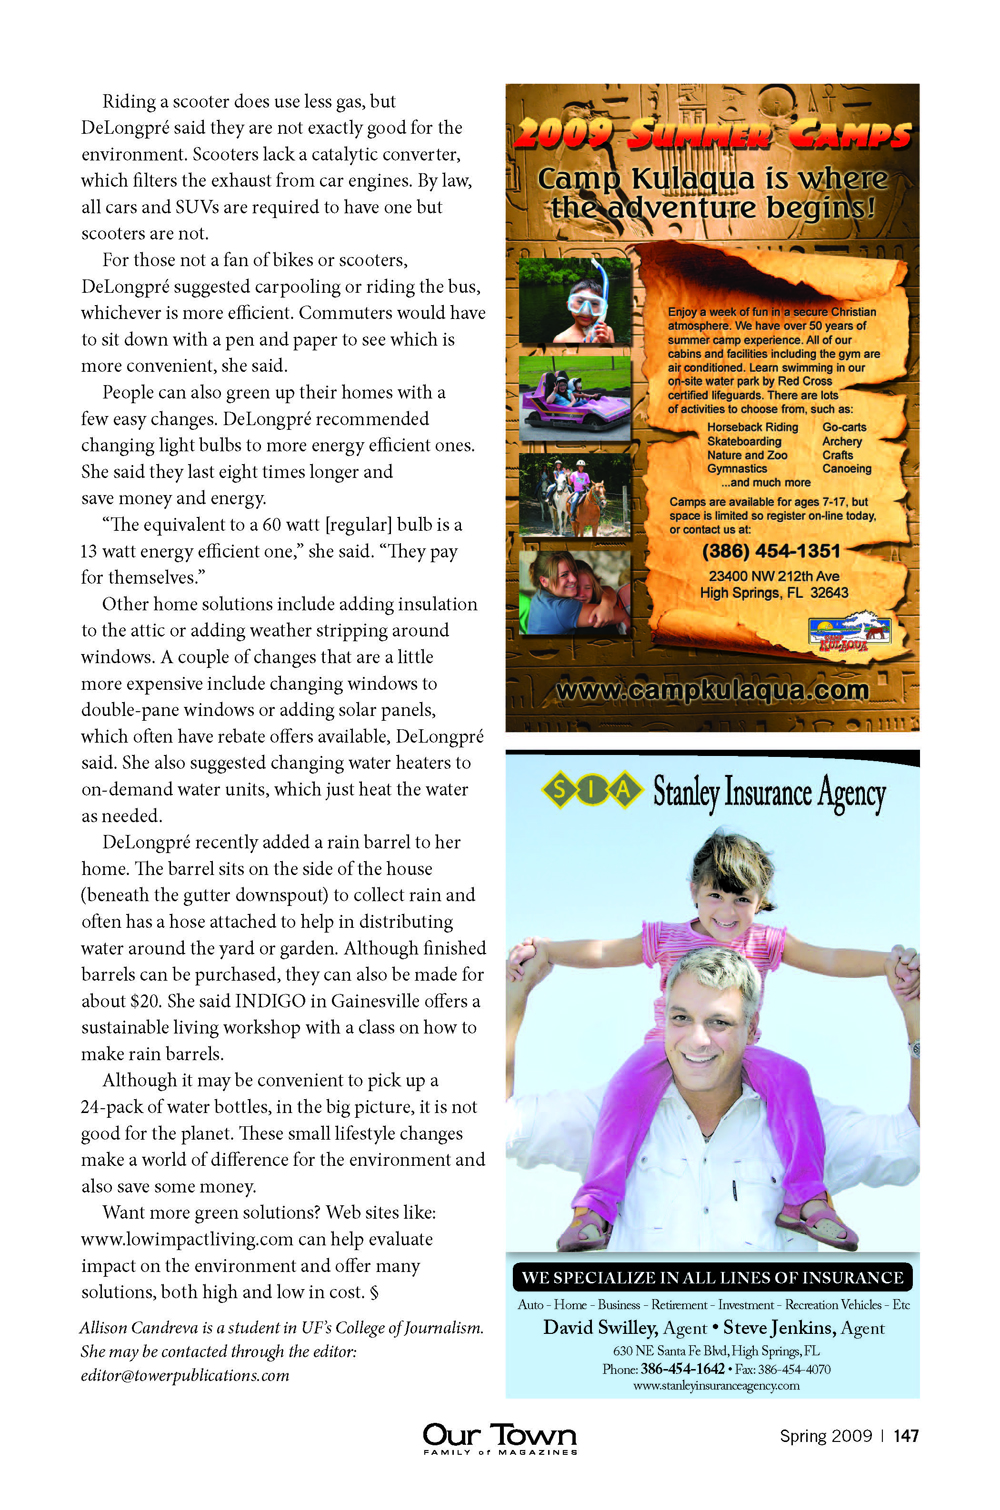 Riding a scooter does use less gas, but
DeLongpré said they are not exactly good for the
environment. Scooters lack a catalytic converter,
which filters the exhaust from car engines. By law,
all cars and SUVs are required to have one but
scooters are not.
For those not a fan of bikes or scooters,
DeLongpré suggested carpooling or riding the bus,
whichever is more efficient. Commuters would have
to sit down with a pen and paper to see which is
more convenient, she said.
People can also green up their homes with a
few easy changes. DeLongpré recommended
changing light bulbs to more energy efficient ones.
She said they last eight times longer and
save money and energy.
“The equivalent to a 60 watt [regular] bulb is a
13 watt energy efficient one,” she said. “They pay
for themselves.”
Other home solutions include adding insulation
to the attic or adding weather stripping around
windows. A couple of changes that are a little
more expensive include changing windows to
double-pane windows or adding solar panels,
which often have rebate offers available, DeLongpré
said. She also suggested changing water heaters to
on-demand water units, which just heat the water
as needed.
DeLongpré recently added a rain barrel to her
home. The barrel sits on the side of the house
(beneath the gutter downspout) to collect rain and
often has a hose attached to help in distributing
water around the yard or garden. Although finished
barrels can be purchased, they can also be made for
about $20. She said INDIGO in Gainesville offers a
sustainable living workshop with a class on how to
make rain barrels.
Although it may be convenient to pick up a
24-pack of water bottles, in the big picture, it is not
good for the planet. These small lifestyle changes
make a world of difference for the environment and
also save some money.
Want more green solutions? Web sites like:
www.lowimpactliving.com can help evaluate
impact on the environment and offer many
solutions, both high and low in cost. §
Allison Candreva is a student in UF's College of Journalism.
She may be contacted through the editor:
editor@towerpublications.com
2009 Summer Camps
Camp Kulaqua is where
the adventure begins!
Enjoy a week of fun in a secure Christian
atmosphere. We have over 50 years of
summer camp experience. All of our
cabins and facilities including the gym are
air conditioned. Learn swimming in our
on-site water park by Red Cross
certified lifeguards. There are lots
of activities to choose from, such as:
Horseback Riding Go-carts
Skateboarding Archery
Nature and Zoo Crafts
Gymnastics Canoeing
...and much more
Camps are available for ages 7-17, but
space is limited so register on-line today,
or contact us at:
(386) 454-1351
23400 NW 212th Ave
High Springs, FL 32643
CAMP
KULAQUA
www.campkulaqua.com
SIA Stanley Insurance Agency
WE SPECIALIZE IN ALL LINES OF INSURANCE
Auto - Home - Business - Retirement - Investment - Recreation Vehicles - Etc
David Swilley, Agent • Steve Jenkins, Agent
630 NE Santa Fe Blvd, High Springs, FL
Phone: 386-454-1642 • Fax: 386-454-4070
www.stanleyinsuranceagency.com
Our Town
FAMILY of MAGAZINES
Spring 2009 | 147